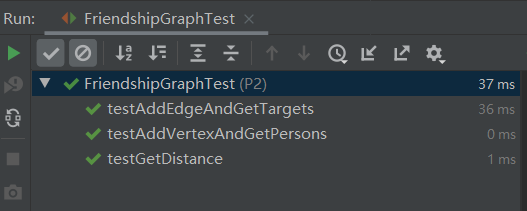 Run: FriendshipGraphTest
FriendshipGraphTest (P2) 37 ms
testAddEdgeAndGetTargets 36 ms
testAddVertexAndGetPersons 0 ms
testGetDistance 1 ms